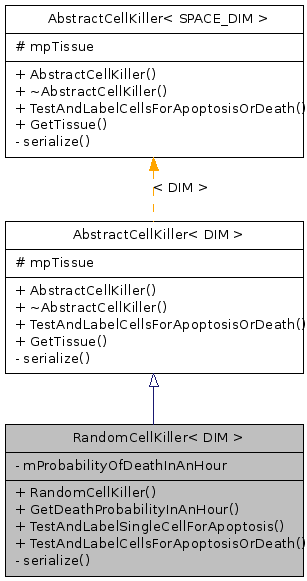 AbstractCellKiller< SPACE_DIM >
# mpTissue
+ AbstractCellKiller()
+ ~AbstractCellKiller()
+ TestAndLabelCellsForApoptosisOrDeath()
+ GetTissue()
- serialize()
< DIM >
AbstractCellKiller< DIM >
# mpTissue
+ AbstractCellKiller()
+ ~AbstractCellKiller()
+ TestAndLabelCellsForApoptosisOrDeath()
+ GetTissue()
- serialize()
RandomCellKiller< DIM >
- mProbabilityOfDeathInAnHour
+ RandomCellKiller()
+ GetDeathProbabilityInAnHour()
+ TestAndLabelSingleCellForApoptosis()
+ TestAndLabelCellsForApoptosisOrDeath()
- serialize()